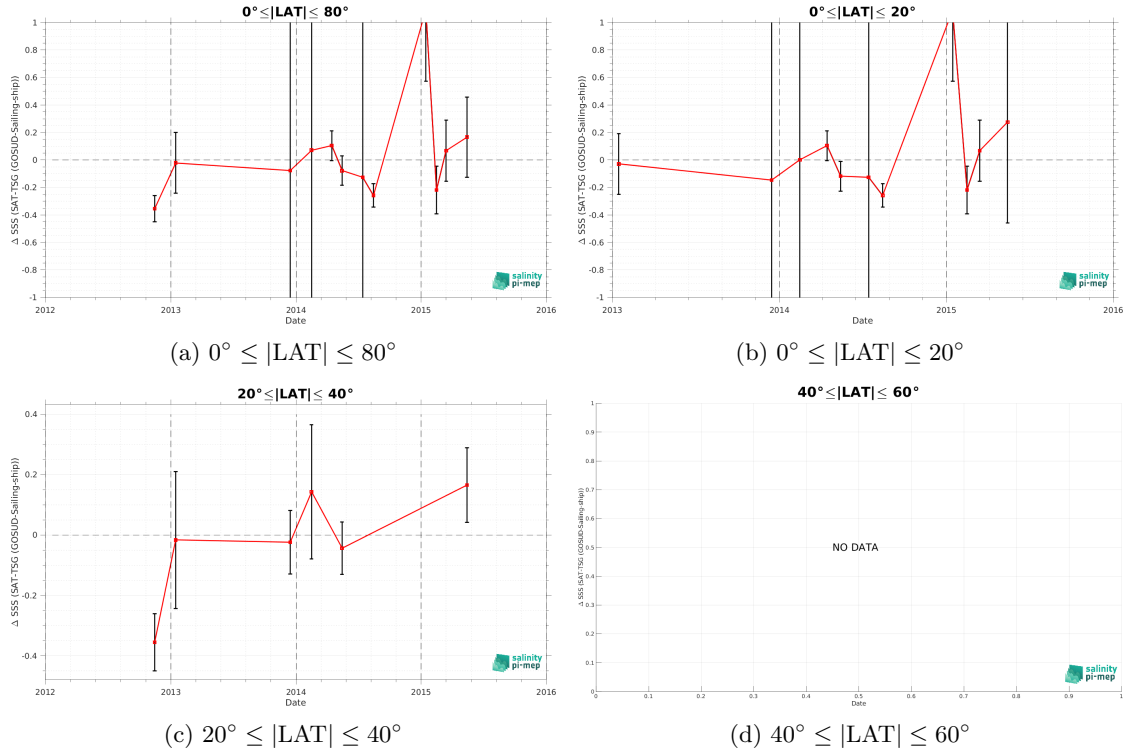 0°≤|LAT|≤ 80°
Δ SSS (SAT-TSG (GOSUD-Sailing-ship))
1
0.8
0.6
0.4
0.2
0
-0.2
-0.4
-0.6
-0.8
-1
2012 2013 2014 2015 2016
Date
salinity
pi-mep
(a) 0° ≤ |LAT| ≤ 80°
0°≤|LAT|≤ 20°
Δ SSS (SAT-TSG (GOSUD-Sailing-ship))
1
0.8
0.6
0.4
0.2
0
-0.2
-0.4
-0.6
-0.8
-1
2013 2014 2015 2016
Date
salinity
pi-mep
(b) 0° ≤ |LAT| ≤ 20°
20°≤|LAT|≤ 40°
Δ SSS (SAT-TSG (GOSUD-Sailing-ship))
0.4
0.2
0
-0.2
-0.4
2012 2013 2014 2015 2016
Date
salinity
pi-mep
(c) 20° ≤ |LAT| ≤ 40°
40°≤|LAT|≤ 60°
Δ SSS (SAT-TSG (GOSUD-Sailing-ship))
1
0.9
0.8
0.7
0.6
0.5
0.4
0.3
0.2
0.1
0
NO DATA
0 0.1 0.2 0.3 0.4 0.5 0.6 0.7 0.8 0.9 1
Date
salinity
pi-mep
(d) 40° ≤ |LAT| ≤ 60°